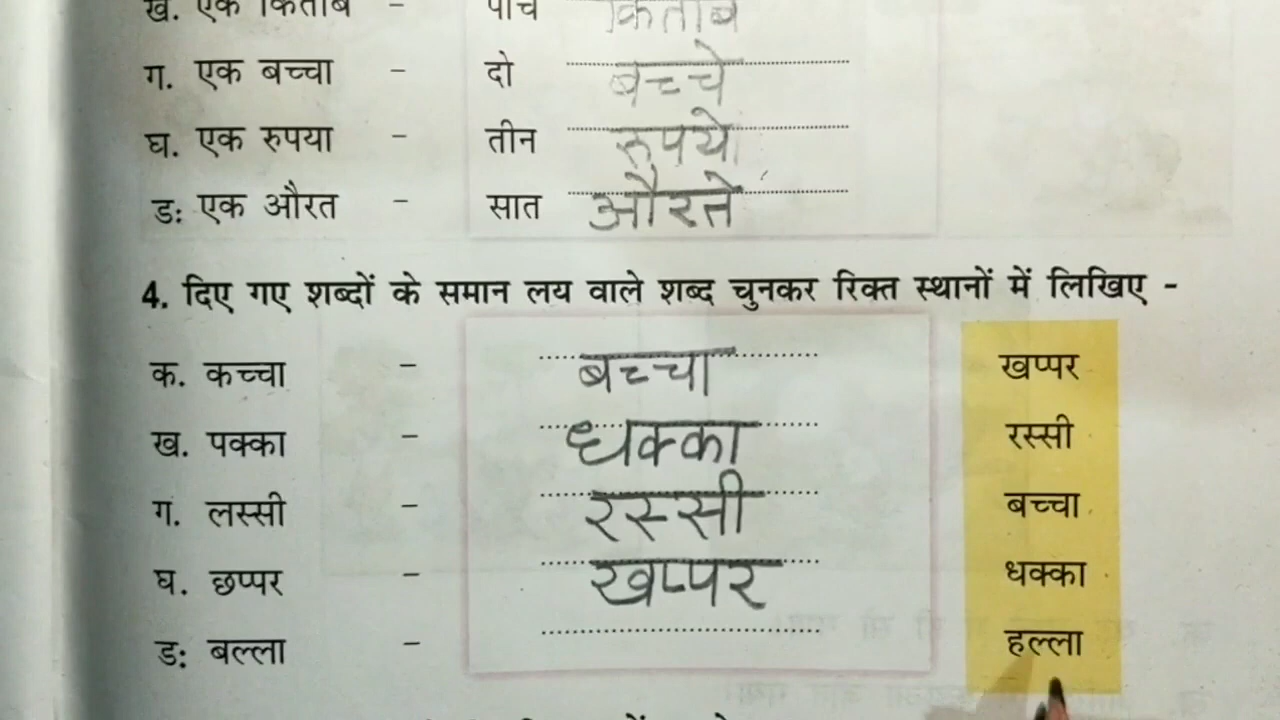 ख. एक किताब - पाँच किताबें
ग. एक बच्चा - दो बच्चे
घ. एक रुपया - तीन रुपये
ङः एक औरत - सात औरते
4. दिए गए शब्दों के समान लय वाले शब्द चुनकर रिक्त स्थानों में लिखिए -
क. कच्चा - बच्चा खप्पर
ख. पक्का - धक्का रस्सी
ग. लस्सी - रस्सी बच्चा
घ. छप्पर - खप्पर धक्का
ङः बल्ला - हल्ला